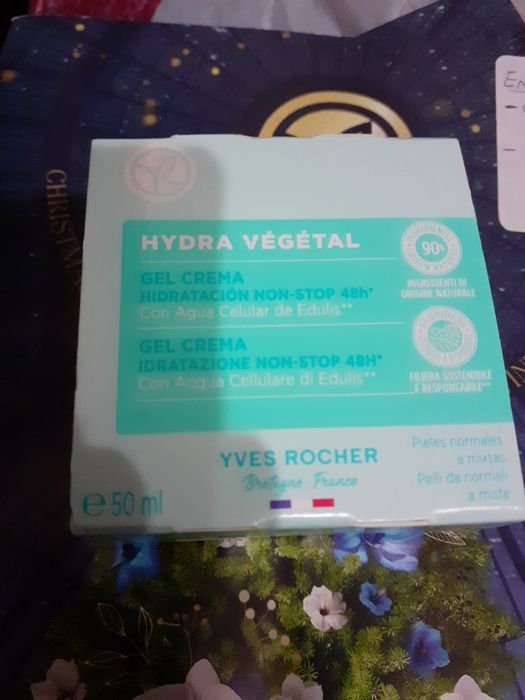 CHRISTM
EN
HYDRA VÉGÉTAL
GEL CREMA
HIDRATACIÓN NON-STOP 48h*
Con Agua Celular de Edulis**
GEL CREMA
IDRATAZIONE NON-STOP 48H*
Con Acqua Cellulare di Edulis**
90%
INGREDIENTI DI
ORIGINE NATURALE
FILIERA SOSTENIBILE
E RESPONSABILE**
YVES ROCHER
Bretagne, France
Pieles normales
a mixtas
Pelli da normali
a miste
e 50 ml